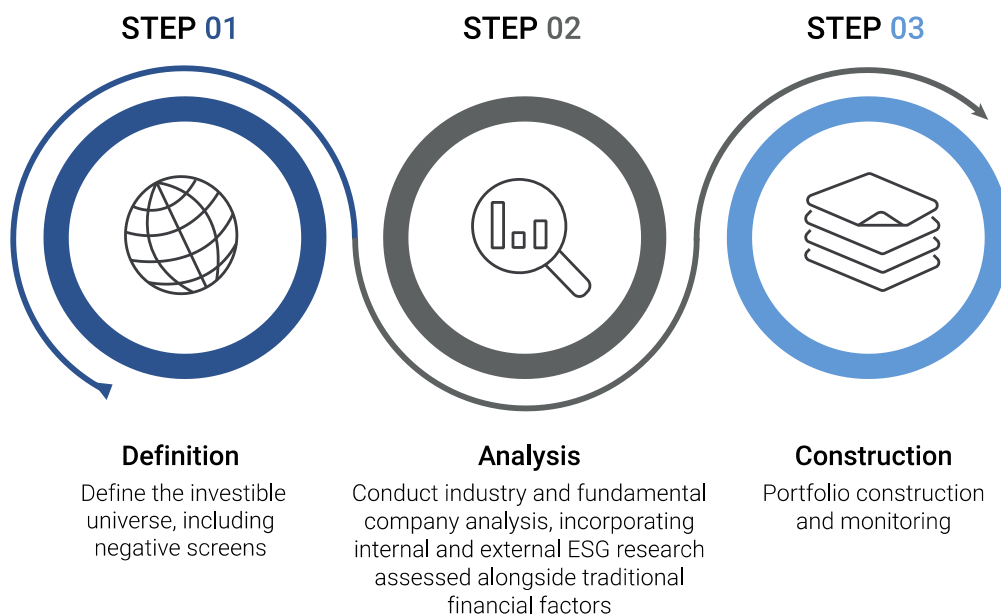 STEP 01
STEP 02
STEP 03
Definition
Define the investible
universe, including
negative screens
Analysis
Conduct industry and fundamental
company analysis, incorporating
internal and external ESG research
assessed alongside traditional
financial factors
Construction
Portfolio construction
and monitoring